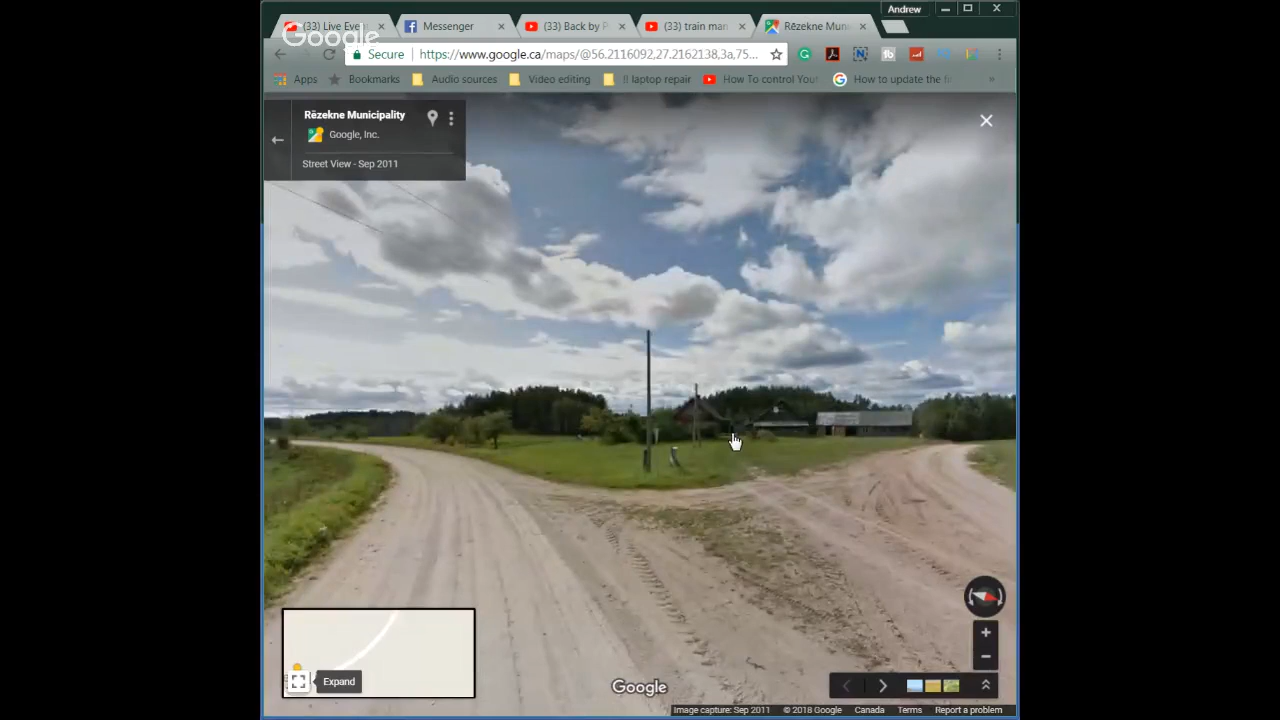 Andrew
(33) Live Eve
Messenger
(33) Back by P
(33) train man
Rēzekne Muni
Google
Secure
https://www.google.ca/maps/@56.2116092,27.2162138,3a,75...
Apps
Bookmarks
Audio sources
Video editing
!! laptop repair
How To control Your
How to update the fi
Rēzekne Municipality
Google, Inc.
Street View - Sep 2011
Expand
Google
Image capture: Sep 2011 © 2018 Google Canada Terms Report a problem